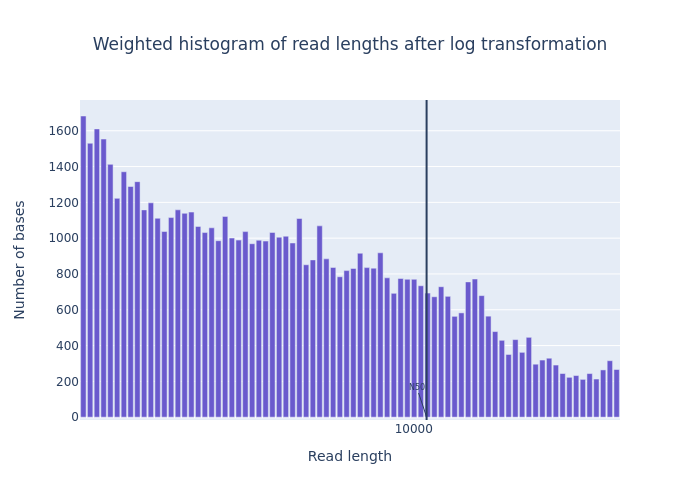 Weighted histogram of read lengths after log transformation
Number of bases
1600
1400
1200
1000
800
600
400
200
0
N50
10000
Read length